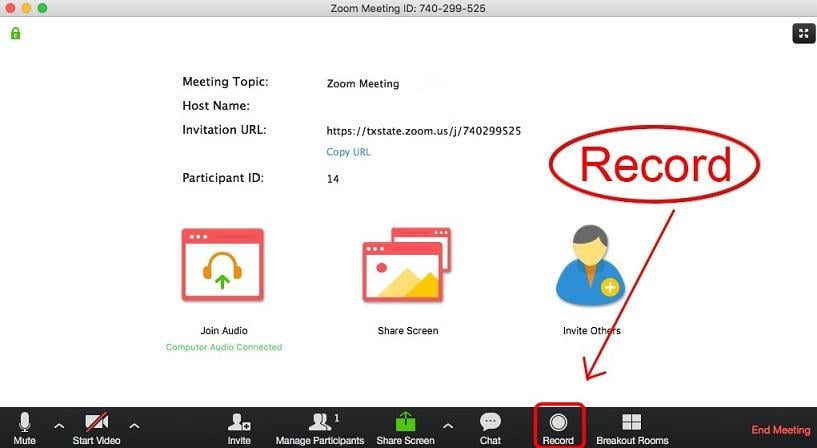 Zoom Meeting ID: 740-299-525
Meeting Topic: Zoom Meeting
Host Name:
Invitation URL: https://txstate.zoom.us/j/740299525
Copy URL
Participant ID: 14
Record
Join Audio Share Screen Invite Others
Computer Audio Connected
1
Mute Start Video Invite Manage Participants Share Screen Chat Record Breakout Rooms End Meeting